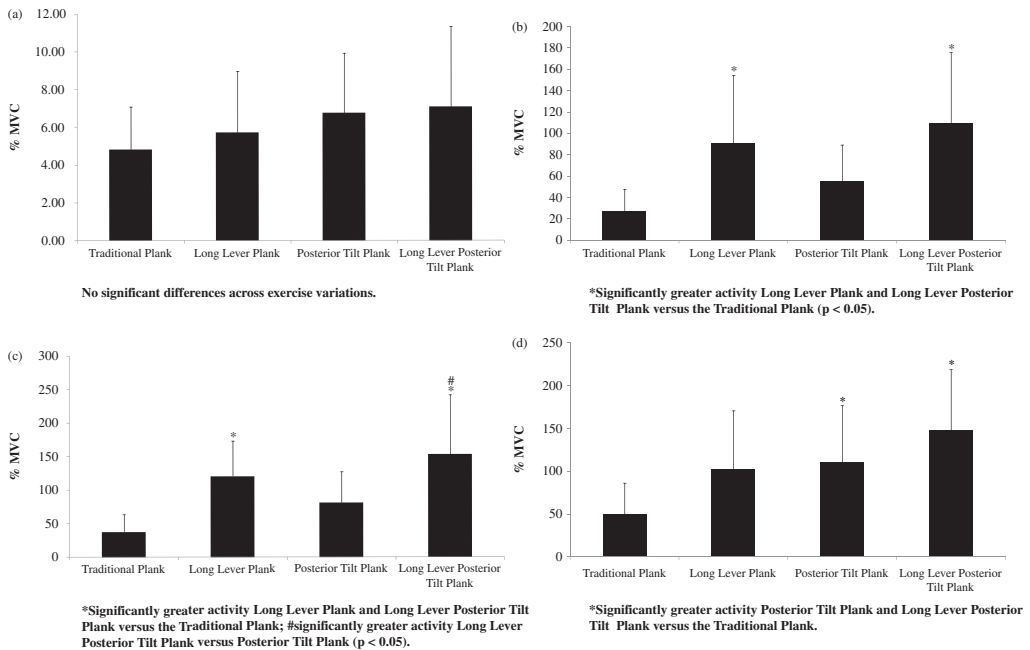 (a)
12.00
10.00
8.00
6.00
4.00
2.00
0.00
% MVC
Traditional Plank
Long Lever Plank
Posterior Tilt Plank
Long Lever Posterior
Tilt Plank
No significant differences across exercise variations.
(b)
200
180
160
140
120
100
80
60
40
20
0
% MVC
*
*
Traditional Plank
Long Lever Plank
Posterior Tilt Plank
Long Lever Posterior
Tilt Plank
*Significantly greater activity Long Lever Plank and Long Lever Posterior
Tilt Plank versus the Traditional Plank (p < 0.05).
(c)
300
250
200
150
100
50
0
% MVC
*
#
*
Traditional Plank
Long Lever Plank
Posterior Tilt Plank
Long Lever Posterior
Tilt Plank
*Significantly greater activity Long Lever Plank and Long Lever Posterior Tilt
Plank versus the Traditional Plank; #significantly greater activity Long Lever
Posterior Tilt Plank versus Posterior Tilt Plank (p < 0.05).
(d)
250
200
150
100
50
0
% MVC
*
*
Traditional Plank
Long Lever Plank
Posterior Tilt Plank
Long Lever Posterior
Tilt Plank
*Significantly greater activity Posterior Tilt Plank and Long Lever Posterior
Tilt Plank versus the Traditional Plank.